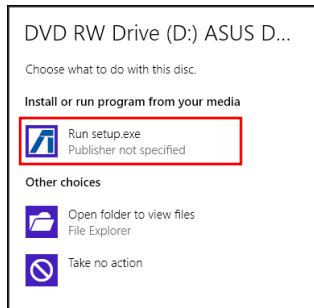 DVD RW Drive (D:) ASUS D...
Choose what to do with this disc.
Install or run program from your media
Run setup.exe
Publisher not specified
Other choices
Open folder to view files
File Explorer
Take no action